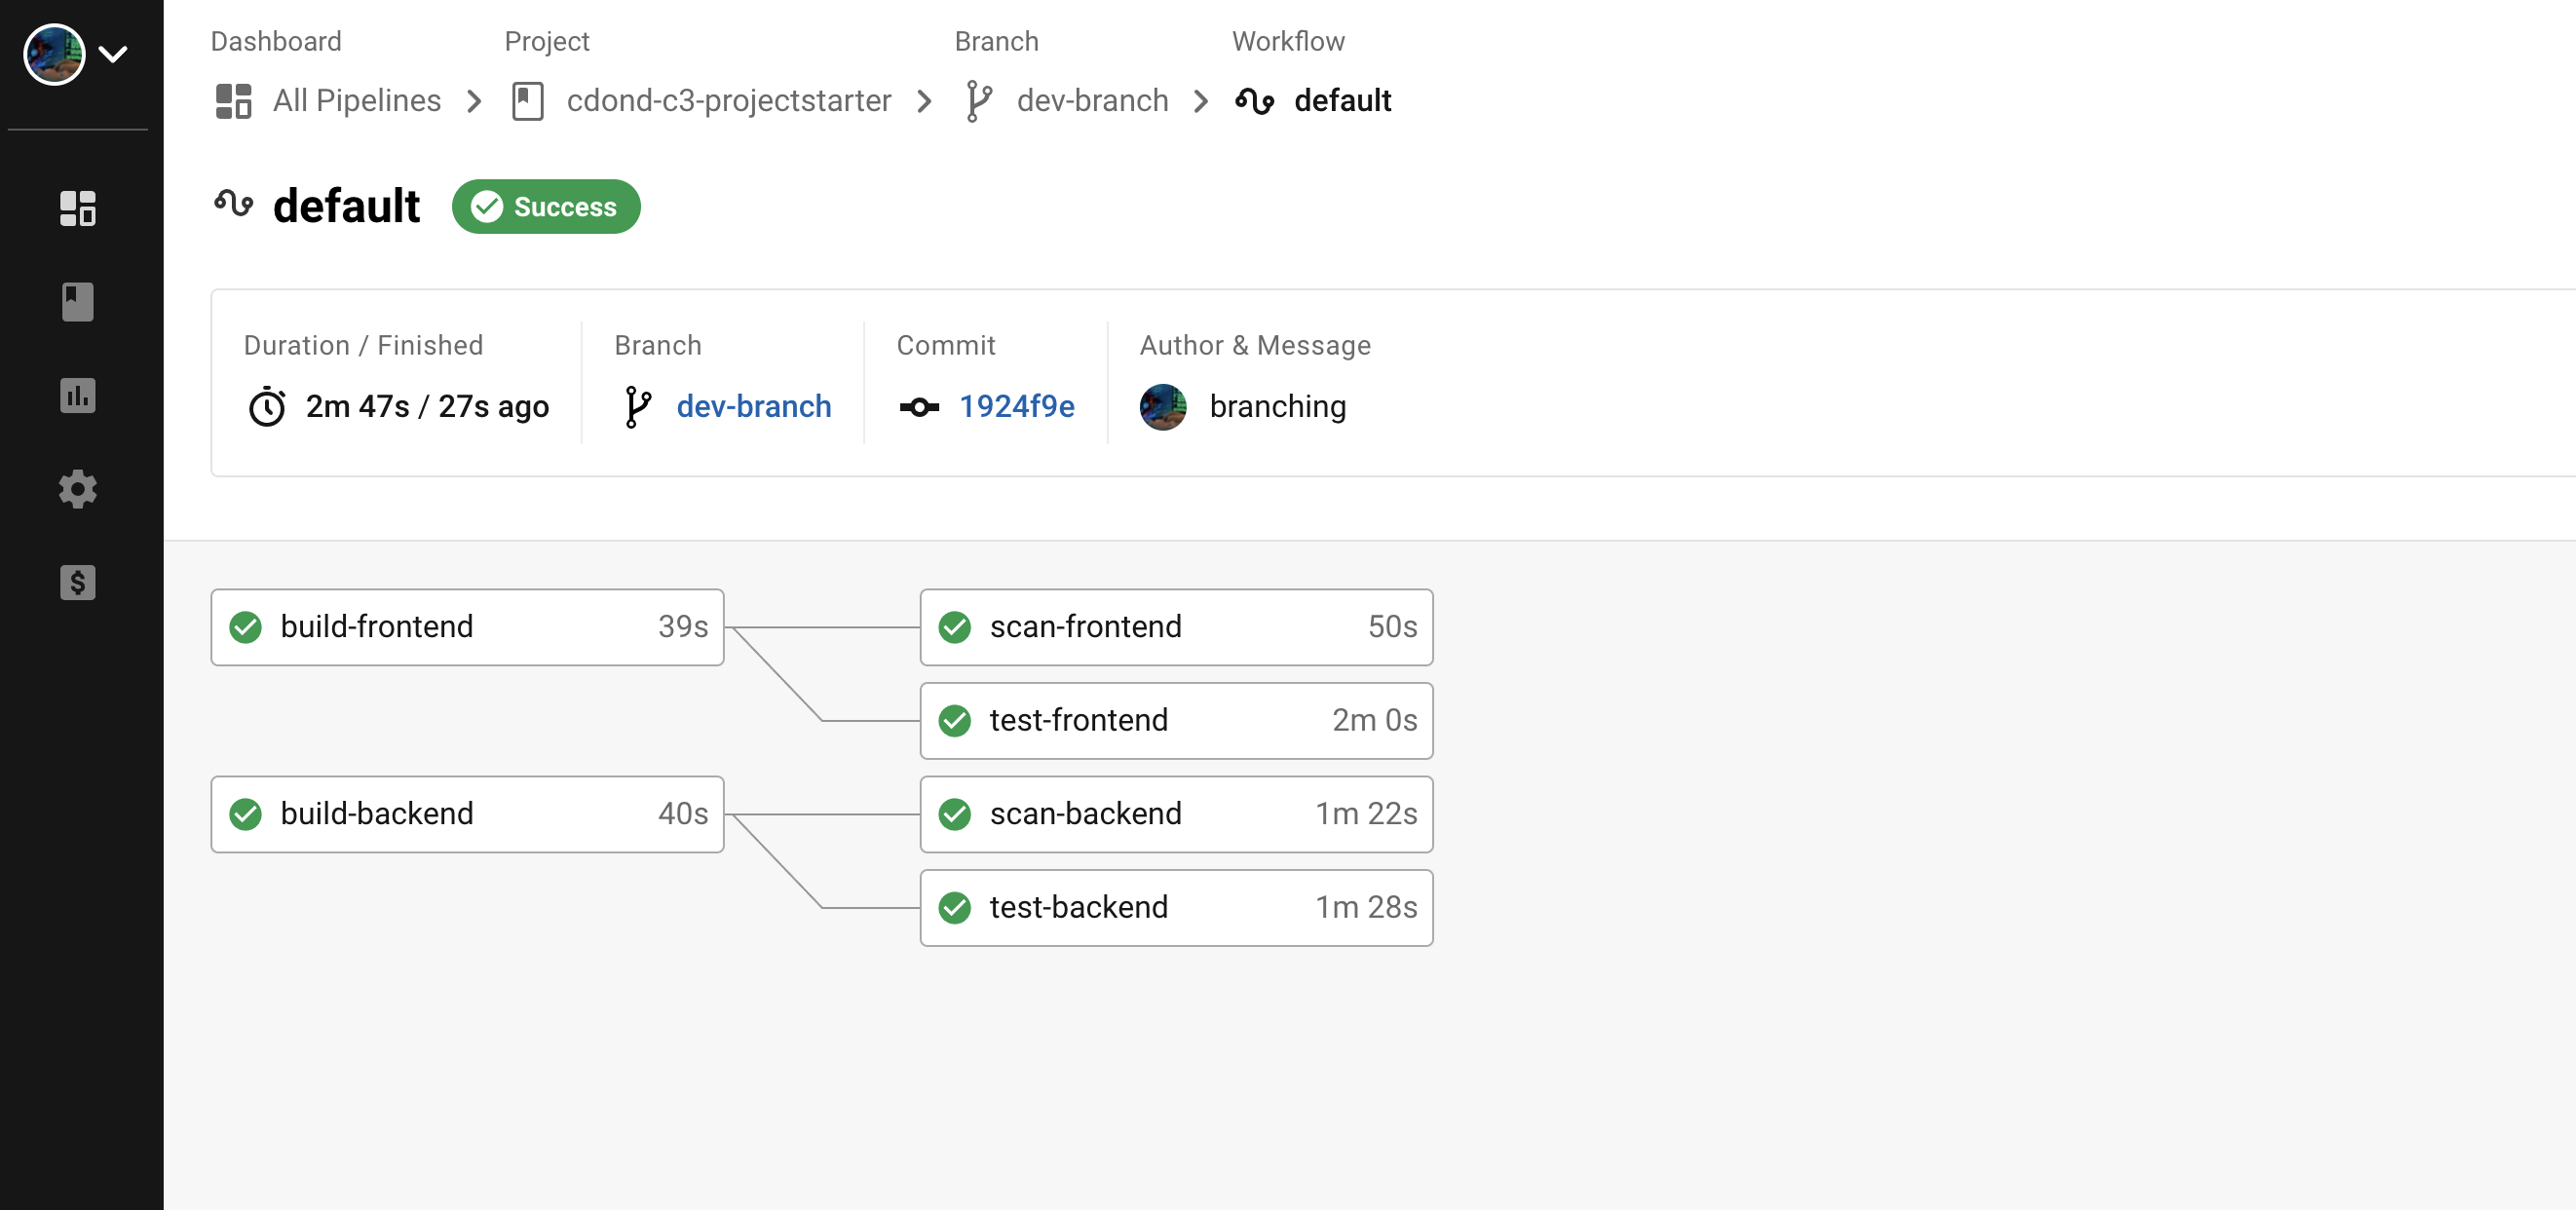 Dashboard Project Branch Workflow
All Pipelines cdond-c3-projectstarter dev-branch default
default Success
Duration / Finished Branch Commit Author & Message
2m 47s / 27s ago dev-branch 1924f9e branching
build-frontend 39s scan-frontend 50s
test-frontend 2m 0s
build-backend 40s scan-backend 1m 22s
test-backend 1m 28s